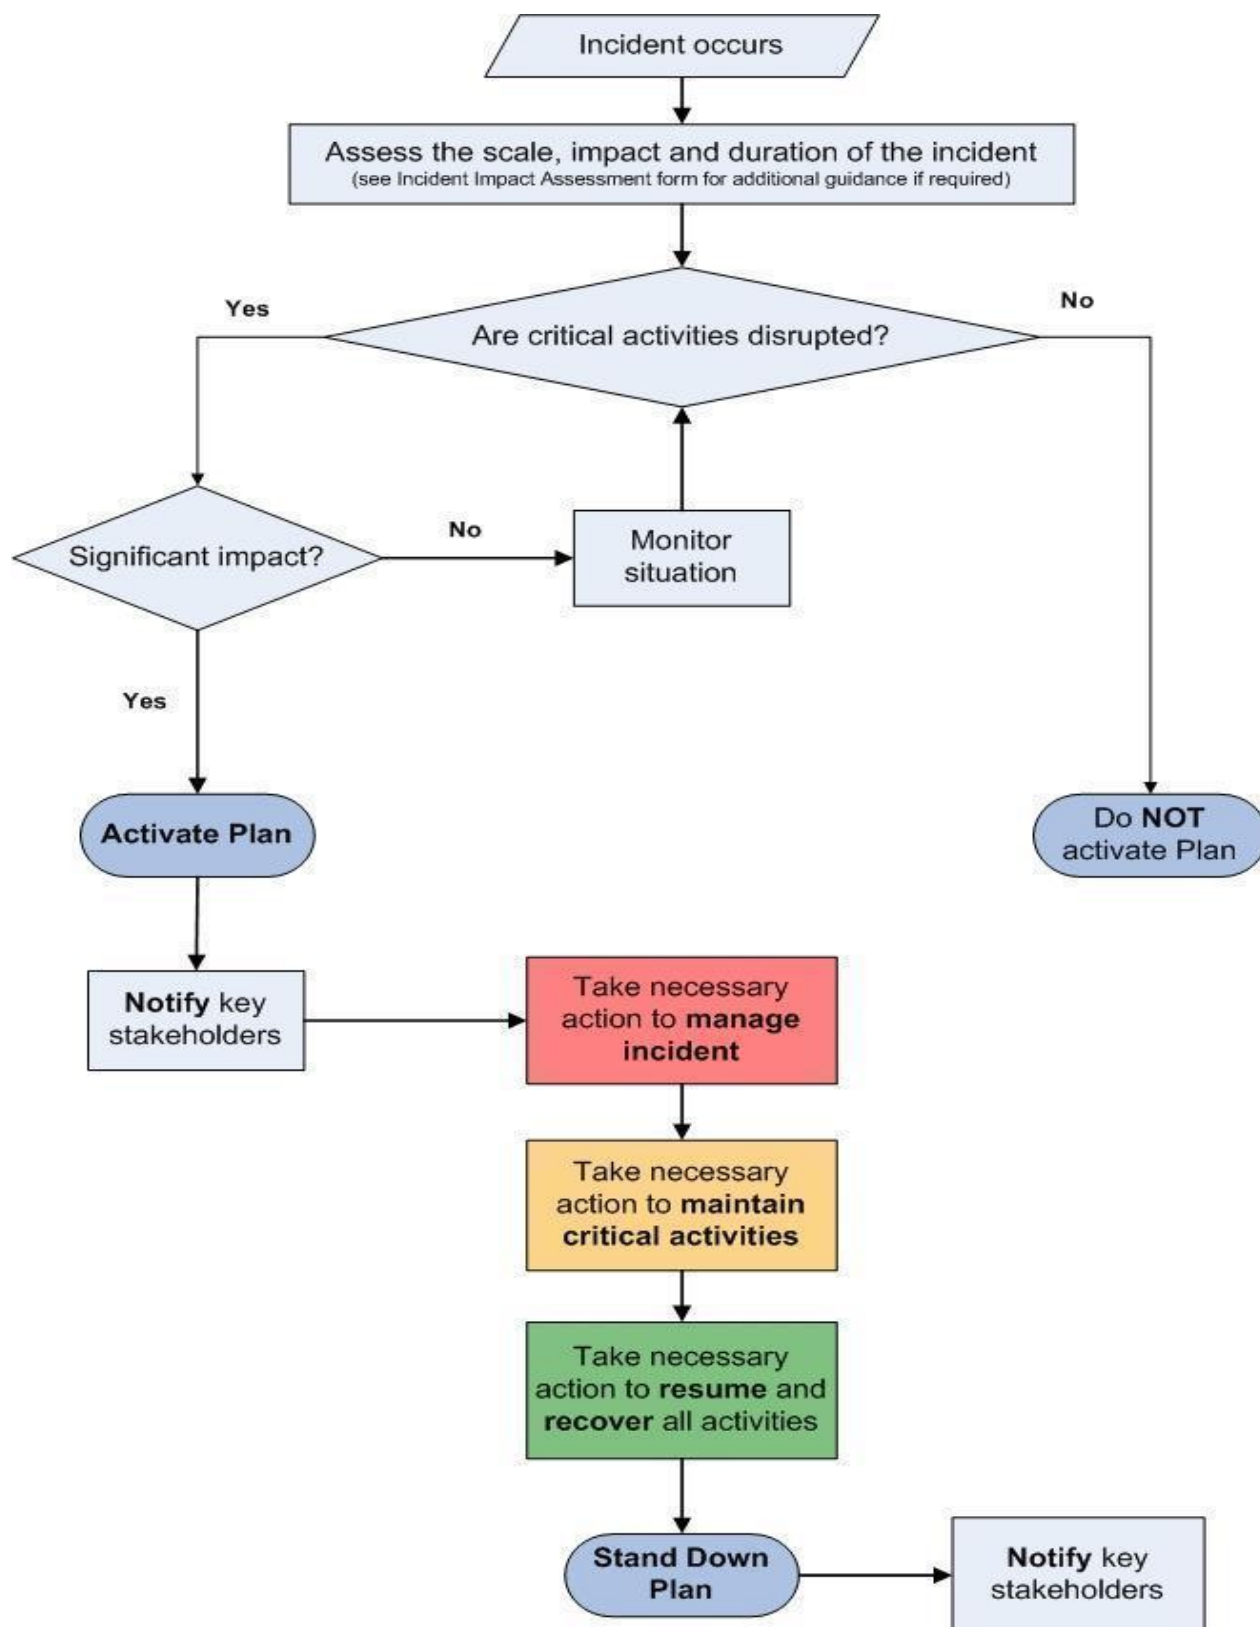 Incident occurs
Assess the scale, impact and duration of the incident
(see Incident Impact Assessment form for additional guidance if required)
Yes
No
Are critical activities disrupted?
Significant impact?
No
Monitor
situation
Yes
Activate Plan
Do NOT
activate Plan
Notify key
stakeholders
Take necessary
action to manage
incident
Take necessary
action to maintain
critical activities
Take necessary
action to resume and
recover all activities
Stand Down
Plan
Notify key
stakeholders